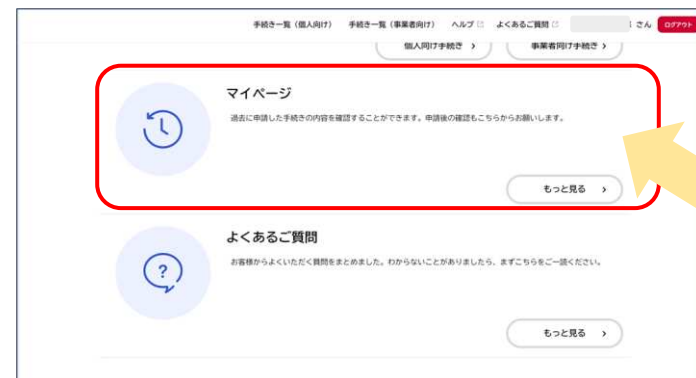 手続き一覧（個人向け） 手続き一覧（事業者向け） ヘルプ よくあるご質問 さん ログアウト
個人向け手続き 事業者向け手続き
マイページ
過去に申請した手続きの内容を確認することができます。申請後の確認もこちらからお願いします。
もっと見る
よくあるご質問
お客様からよくいただく質問をまとめました。わからないことがありましたら、まずこちらをご一読ください。
?
もっと見る